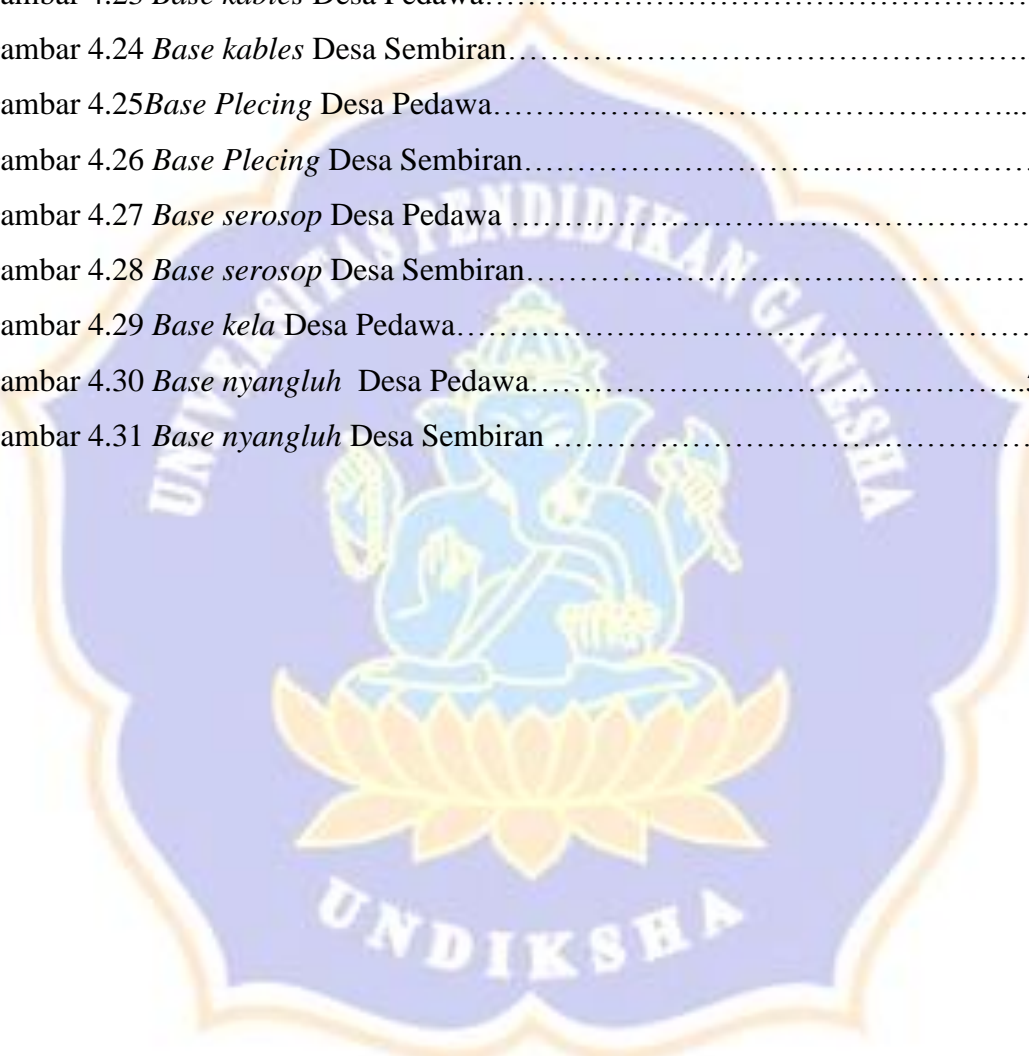 ambar 4.23 Base kables Desa Pedawa……………………………………………
ambar 4.24 Base kables Desa Sembiran…………………………………………
ambar 4.25Base Plecing Desa Pedawa…………………………………………...
ambar 4.26 Base Plecing Desa Sembiran…………………………………………
ambar 4.27 Base serosop Desa Pedawa …………………………………………
ambar 4.28 Base serosop Desa Sembiran…………………………………………
ambar 4.29 Base kela Desa Pedawa………………………………………………
ambar 4.30 Base nyangluh Desa Pedawa………………………………………..
ambar 4.31 Base nyangluh Desa Sembiran ………………………………………
UNIVERSITAS PENDIDIKAN GANESHA
UNDIKSHA